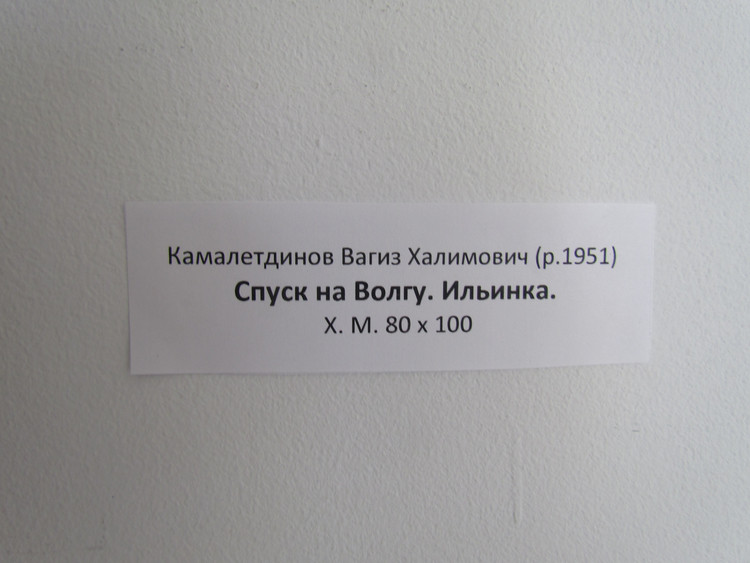 Камалетдинов Вагиз Халимович (р.1951)
Спуск на Волгу. Ильинка.
Х. М. 80 х 100